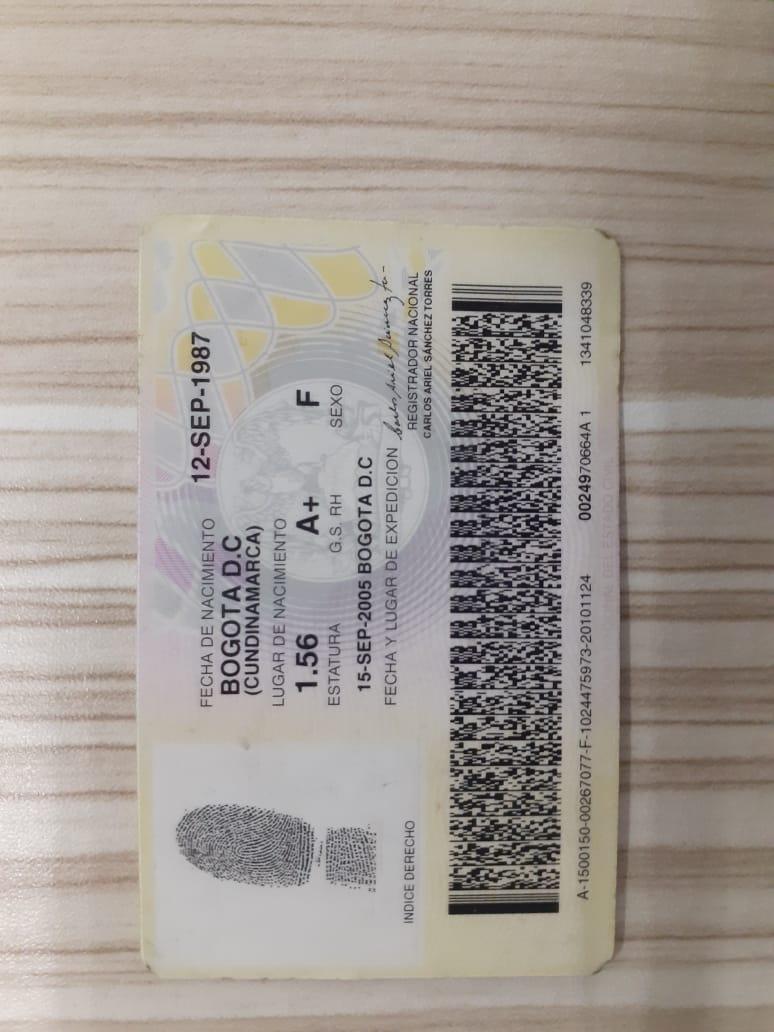 FECHA DE NACIMIENTO 12-SEP-1987
BOGOTA D.C
(CUNDINAMARCA)
LUGAR DE NACIMIENTO
1.56 A+ F
ESTATURA G.S. RH SEXO
15-SEP-2005 BOGOTA D.C
FECHA Y LUGAR DE EXPEDICION
INDICE DERECHO
REGISTRADOR NACIONAL
CARLOS ARIEL SÁNCHEZ TORRES
A-1500150-00267077-F-1024475973-20101124 0024970664A 1 1341048339